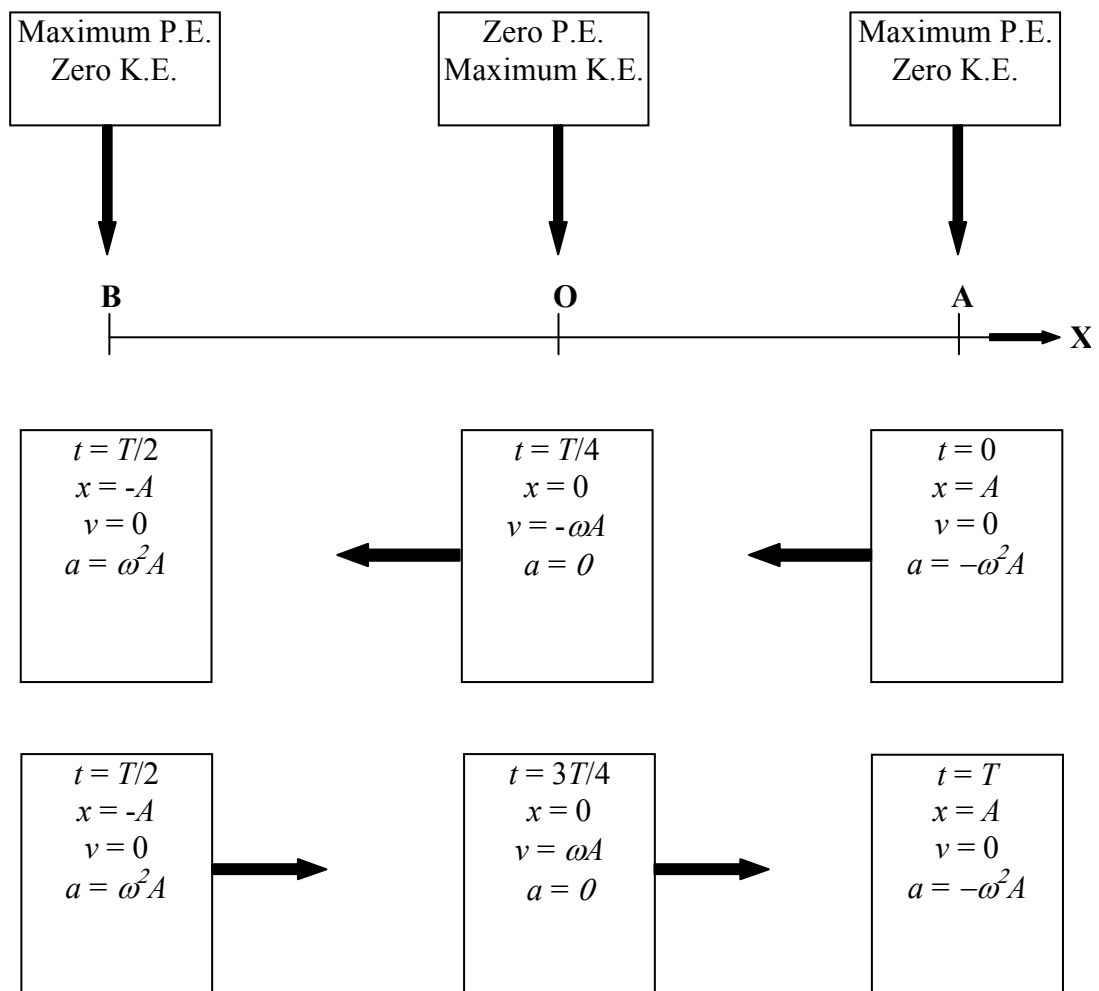 Maximum P.E.
Zero K.E.
Zero P.E.
Maximum K.E.
Maximum P.E.
Zero K.E.
B
O
A
X
t = T/2
x = -A
v = 0
a = ω²A
t = T/4
x = 0
v = -ωA
a = 0
t = 0
x = A
v = 0
a = −ω²A
t = T/2
x = -A
v = 0
a = ω²A
t = 3T/4
x = 0
v = ωA
a = 0
t = T
x = A
v = 0
a = −ω²A